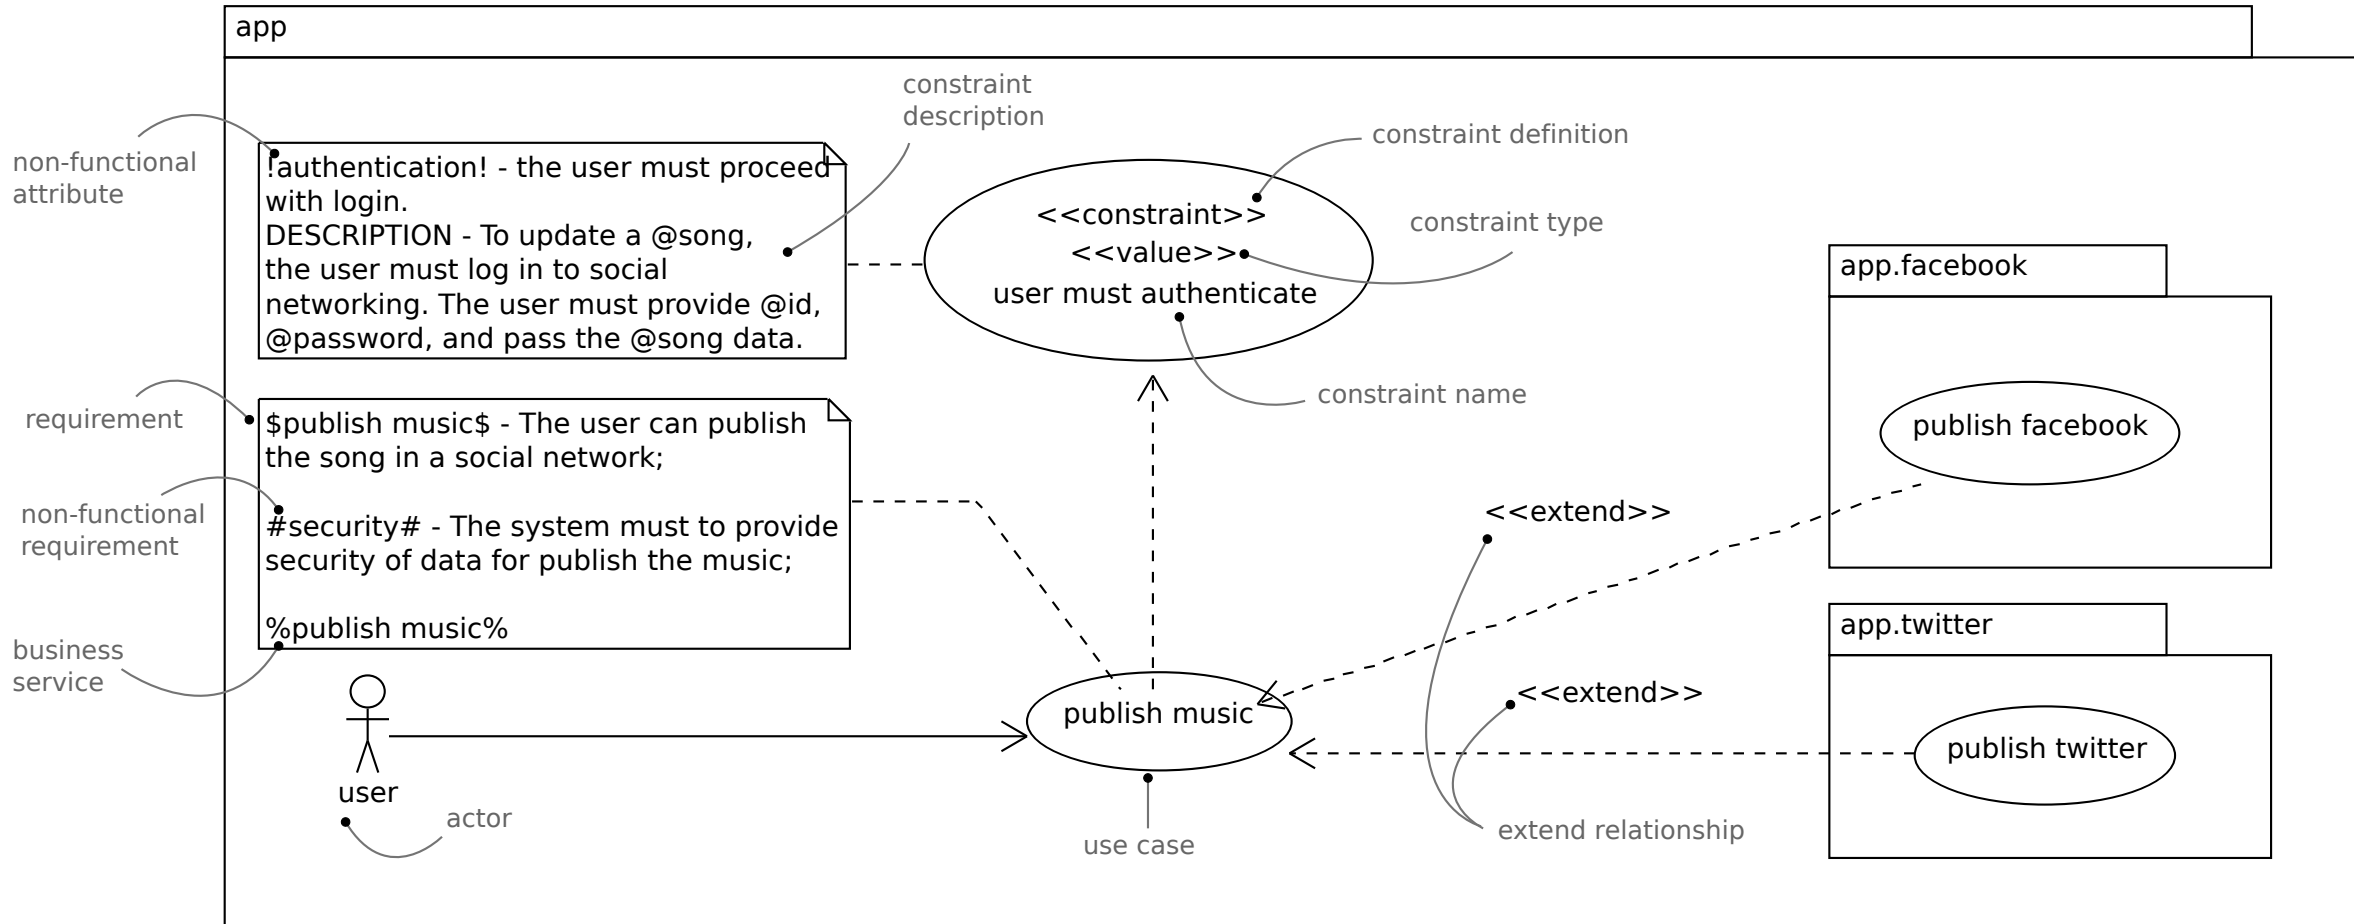 app
constraint
description
constraint definition
non-functional
attribute
!authentication! - the user must proceed
with login.
DESCRIPTION - To update a @song,
the user must log in to social
networking. The user must provide @id,
@password, and pass the @song data.
<<constraint>>
<<value>>
user must authenticate
constraint type
constraint name
app.facebook
publish facebook
requirement
$publish music$ - The user can publish
the song in a social network;
non-functional
requirement
#security# - The system must to provide
security of data for publish the music;
%publish music%
business
service
<<extend>>
app.twitter
<<extend>>
publish music
publish twitter
user
actor
use case
extend relationship